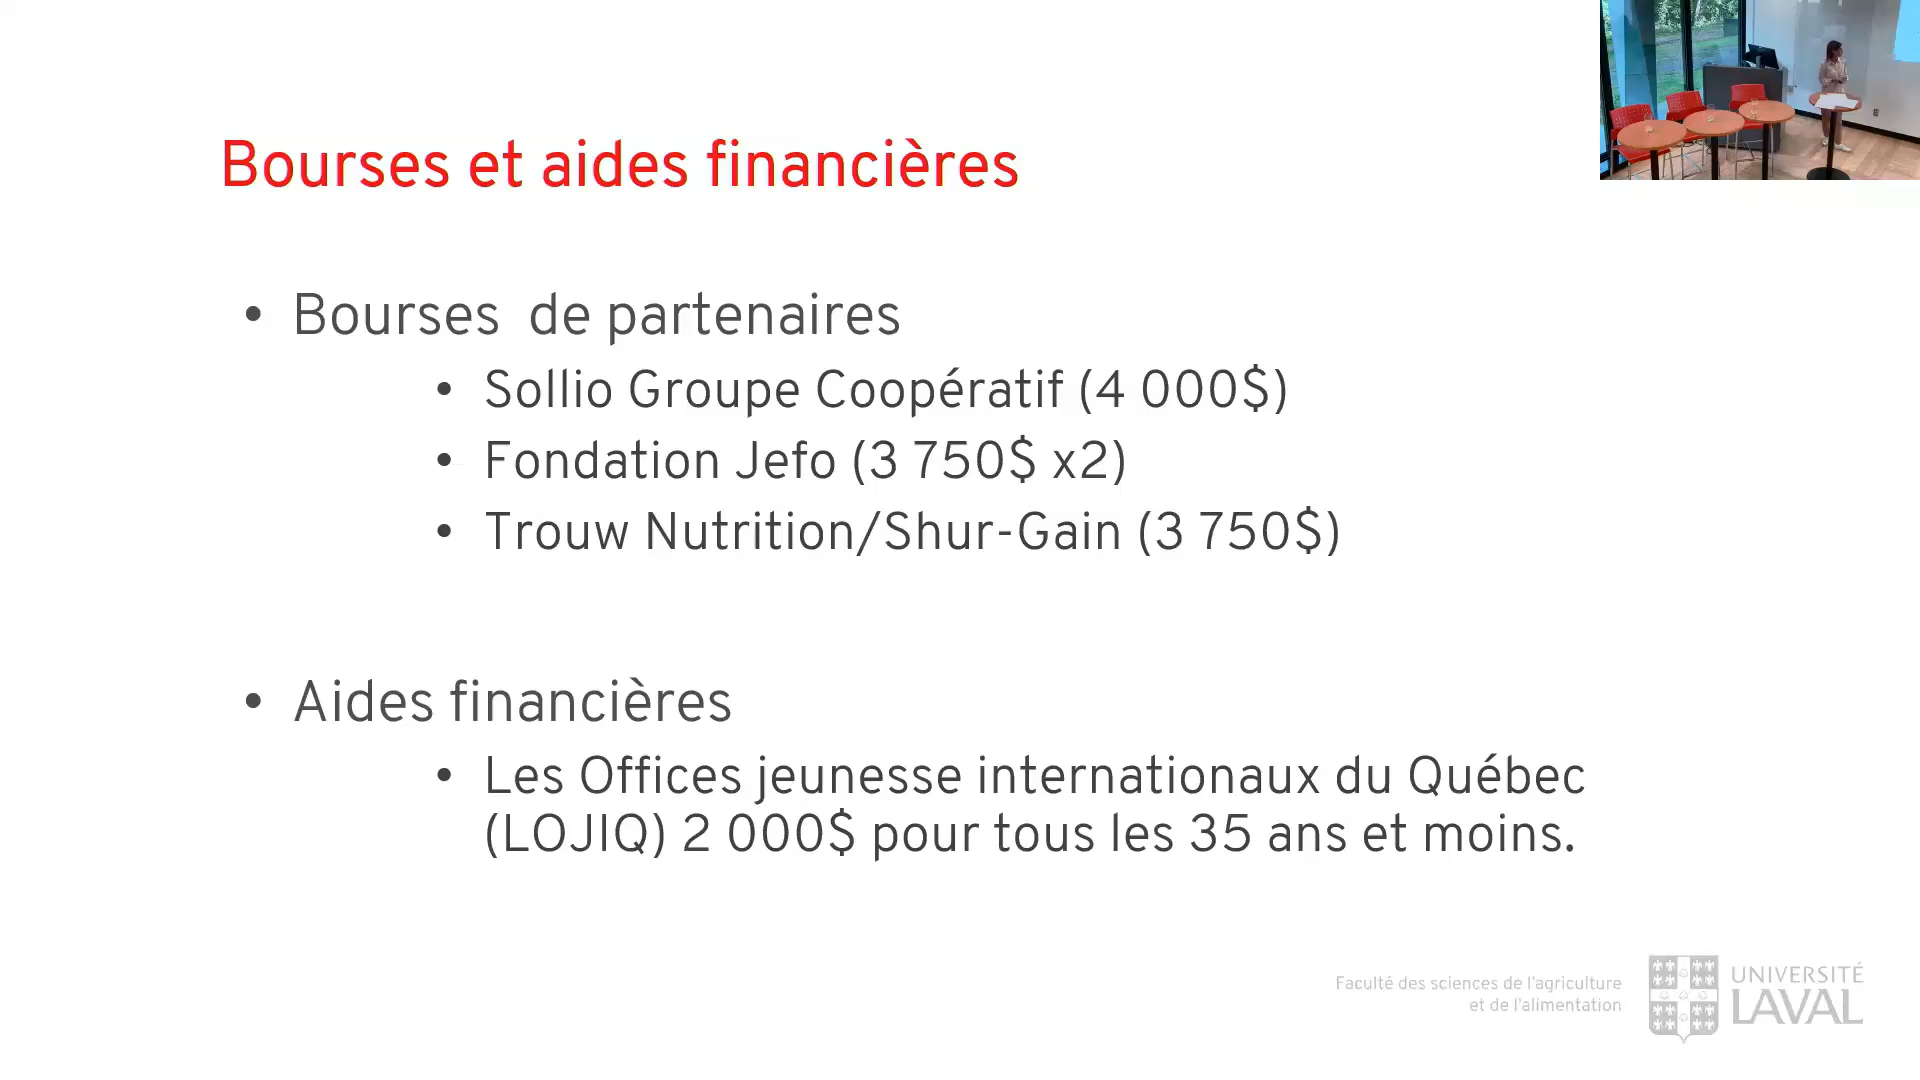 Bourses et aides financières
• Bourses de partenaires
• Sollio Groupe Coopératif (4 000$)
• Fondation Jefo (3 750$ x2)
• Trouw Nutrition/Shur-Gain (3 750$)
• Aides financières
• Les Offices jeunesse internationaux du Québec
(LOJIQ) 2 000$ pour tous les 35 ans et moins.
Faculté des sciences de l'agriculture
et de l'alimentation
UNIVERSITÉ
LAVAL